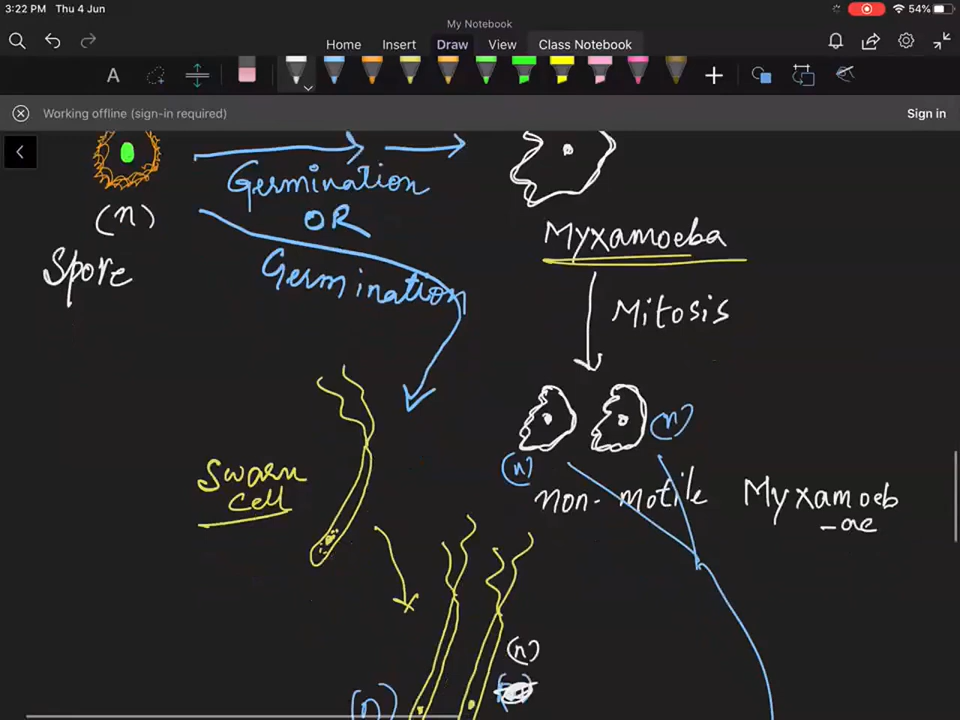 3:22 PM Thu 4 Jun
54%
My Notebook
Home Insert Draw View Class Notebook
A
Working offline (sign-in required)
Sign in
Germination
(n)
OR
Spore
Germination
Myxamoeba
Mitosis
(n)
(n)
Swarn
Cell
non-motile
Myxamoeb
-ae
(n)
(n)